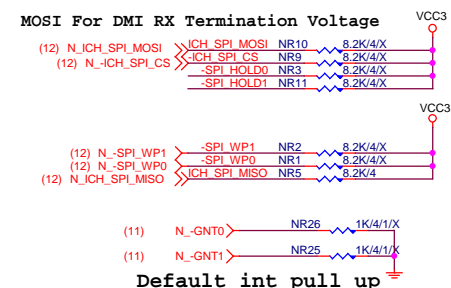 MOSI For DMI RX Termination Voltage
VCC3
(12) N_ICH_SPI_MOSI ICH_SPI_MOSI NR10 8.2K/4/X
(12) N_-ICH_SPI_CS -ICH_SPI_CS NR9 8.2K/4/X
-SPI_HOLD0 NR3 8.2K/4/X
-SPI_HOLD1 NR11 8.2K/4/X
VCC3
(12) N_-SPI_WP1 -SPI_WP1 NR2 8.2K/4/X
(12) N_-SPI_WP0 -SPI_WP0 NR1 8.2K/4/X
(12) N_ICH_SPI_MISO ICH_SPI_MISO NR5 8.2K/4
(11) N_-GNT0 NR26 1K/4/1/X
(11) N_-GNT1 NR25 1K/4/1/X
Default int pull up